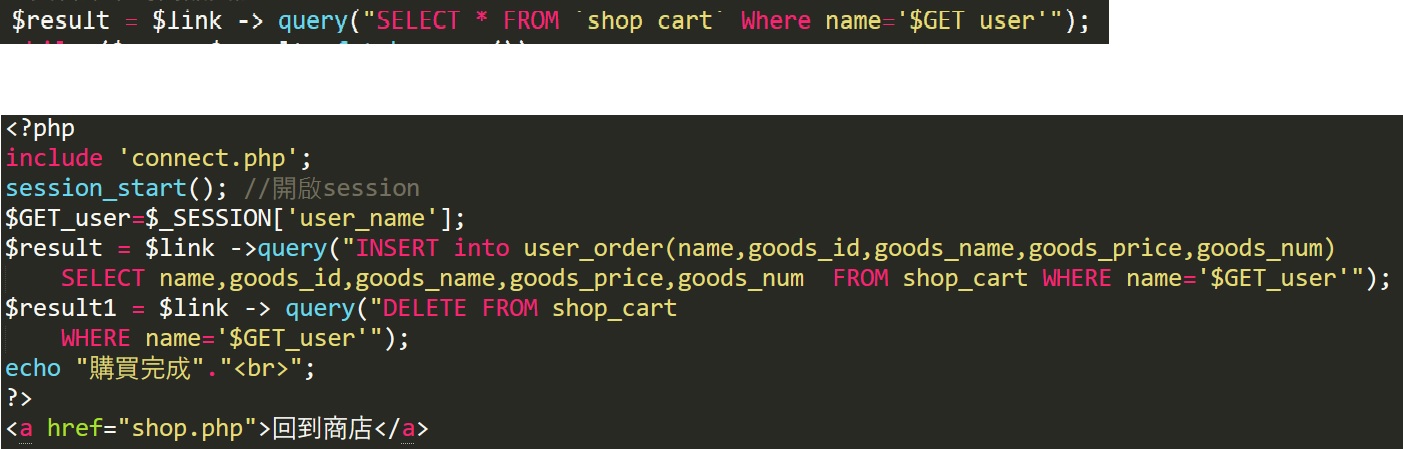 $result = $link -> query("SELECT * FROM `shop cart` Where name='$GET user'");
<?php
include 'connect.php';
session_start(); //開啟session
$GET_user=$_SESSION['user_name'];
$result = $link ->query("INSERT into user_order(name,goods_id,goods_name,goods_price,goods_num)
SELECT name,goods_id,goods_name,goods_price,goods_num  FROM shop_cart WHERE name='$GET_user'");
$result1 = $link -> query("DELETE FROM shop_cart
WHERE name='$GET_user'");
echo "購買完成"."<br>";
?>
<a href="shop.php">回到商店</a>